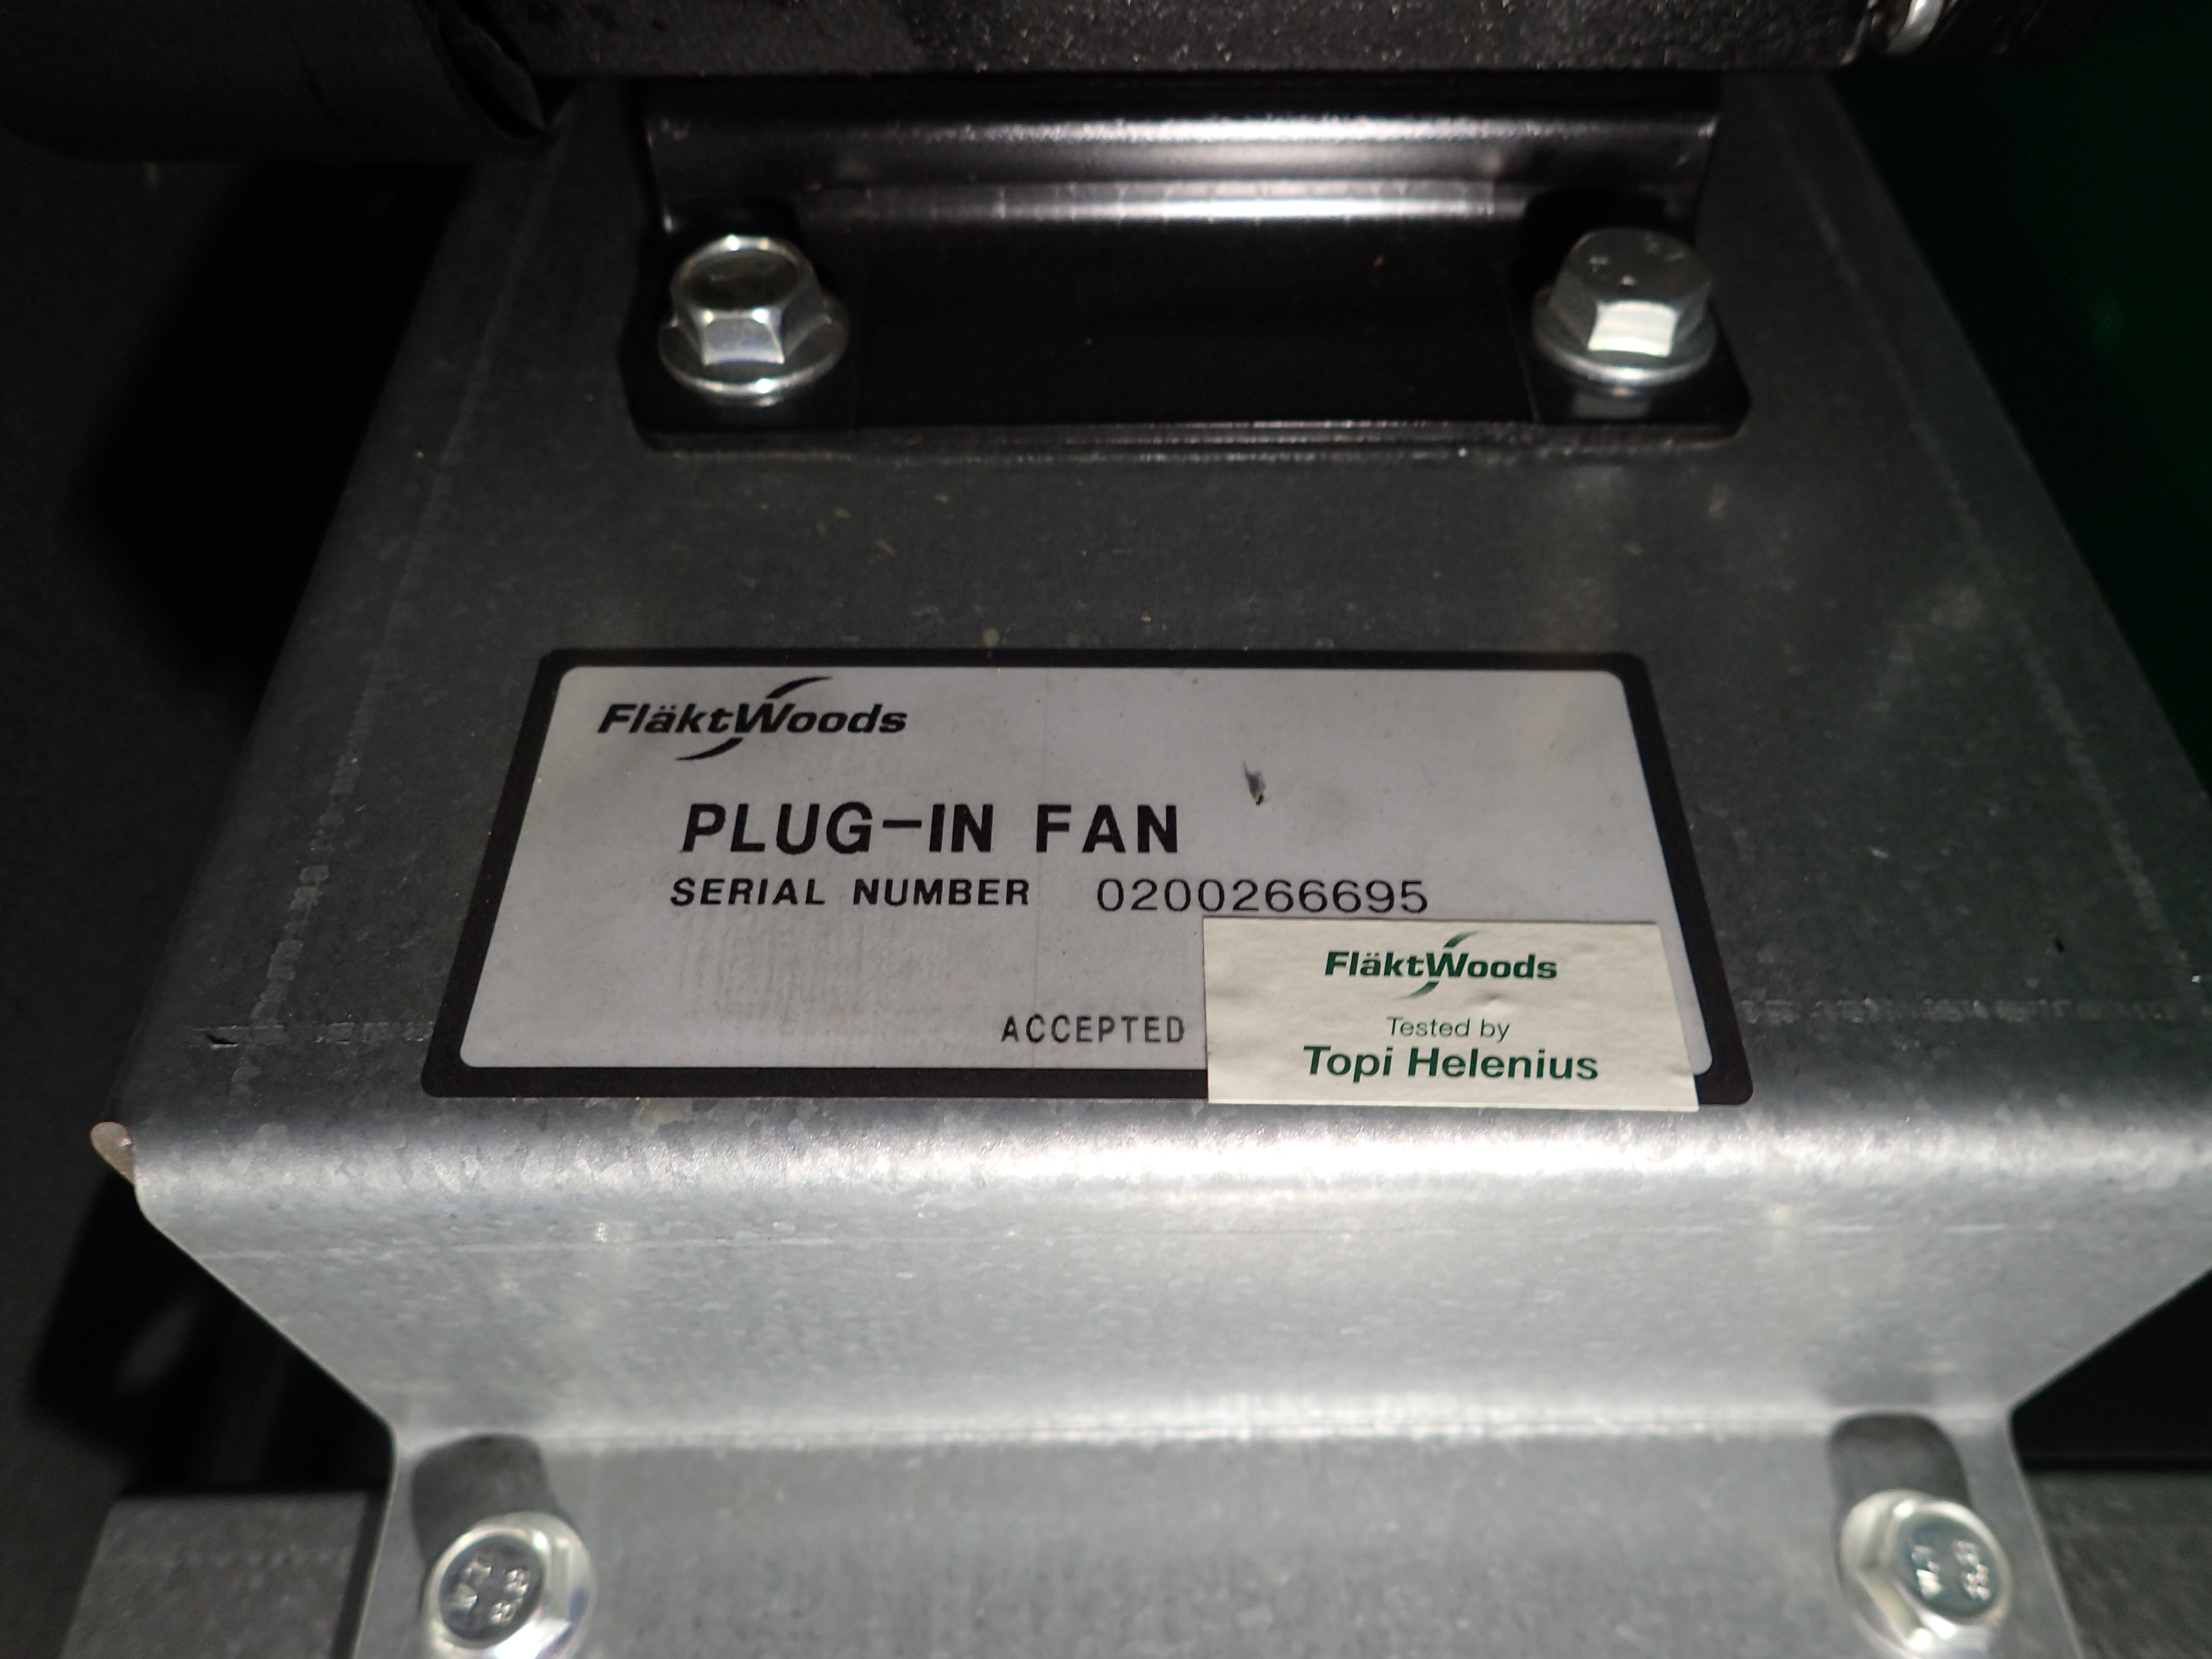 FläktWoods
PLUG-IN FAN
SERIAL NUMBER 0200266695
ACCEPTED
FläktWoods
Tested by
Topi Helenius